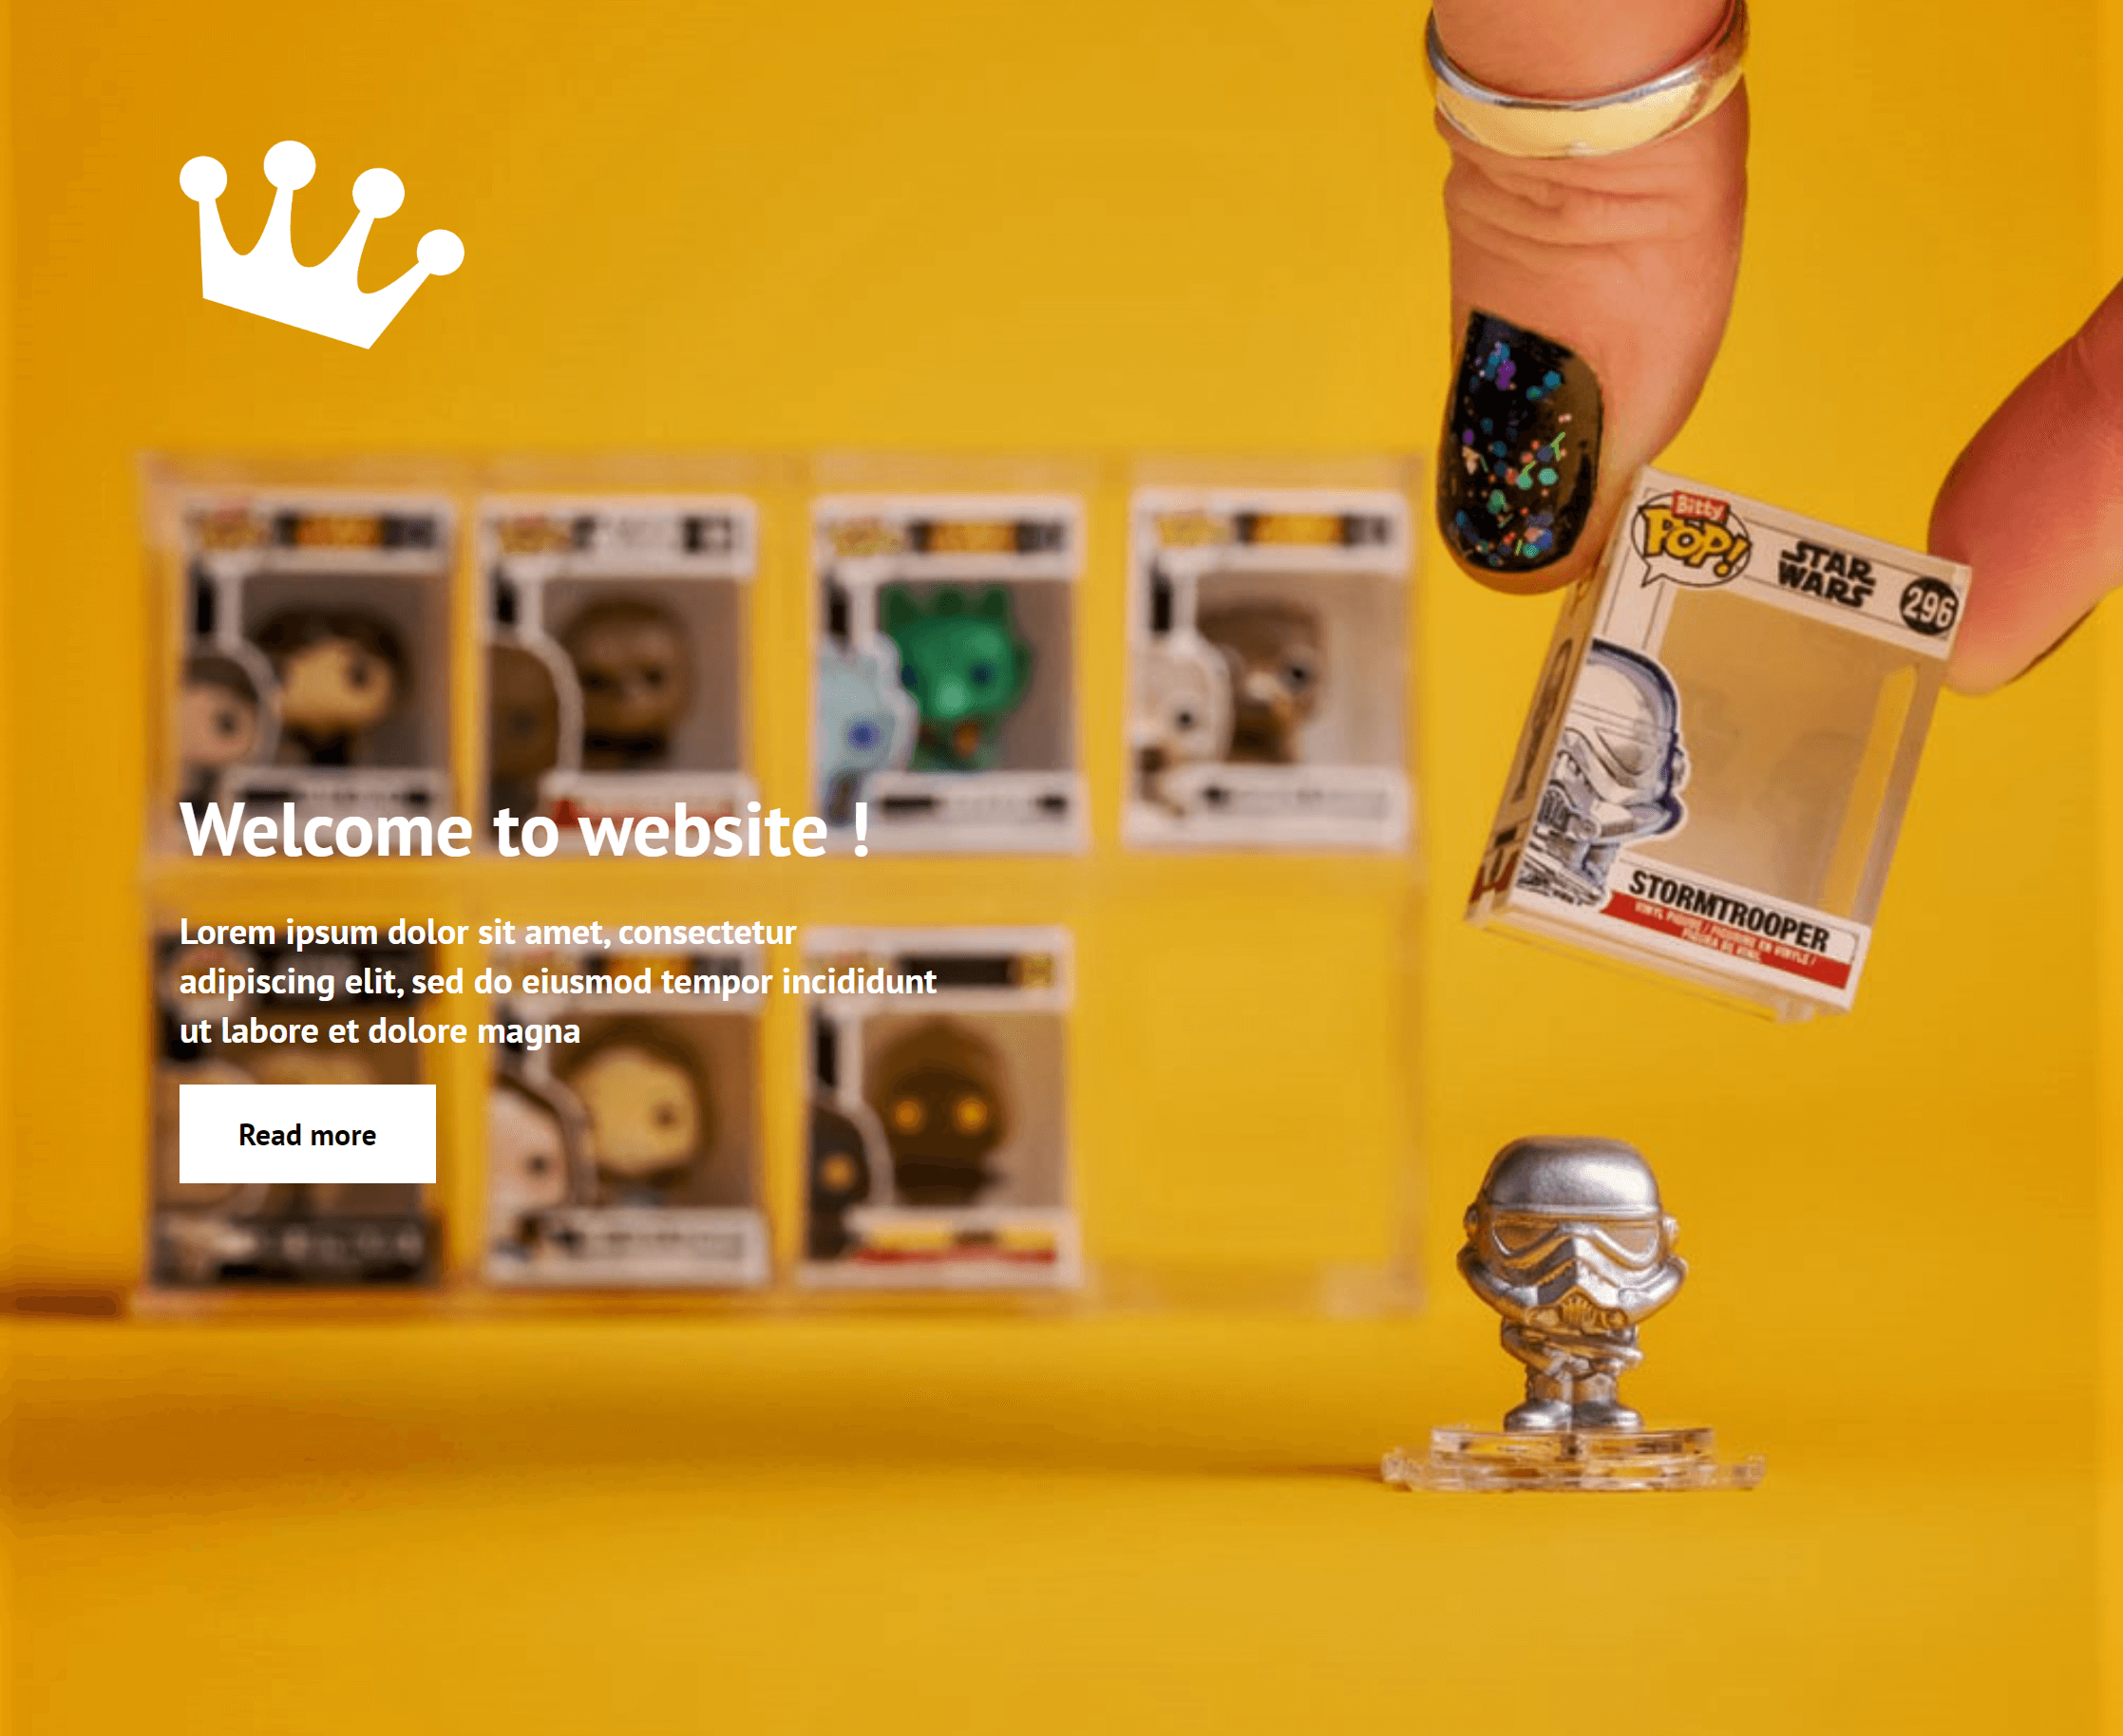 Bitty
POP!
STAR
WARS
296
Welcome to website !
STORMTROOPER
Lorem ipsum dolor sit amet, consectetur
adipiscing elit, sed do eiusmod tempor incididunt
ut labore et dolore magna
Read more